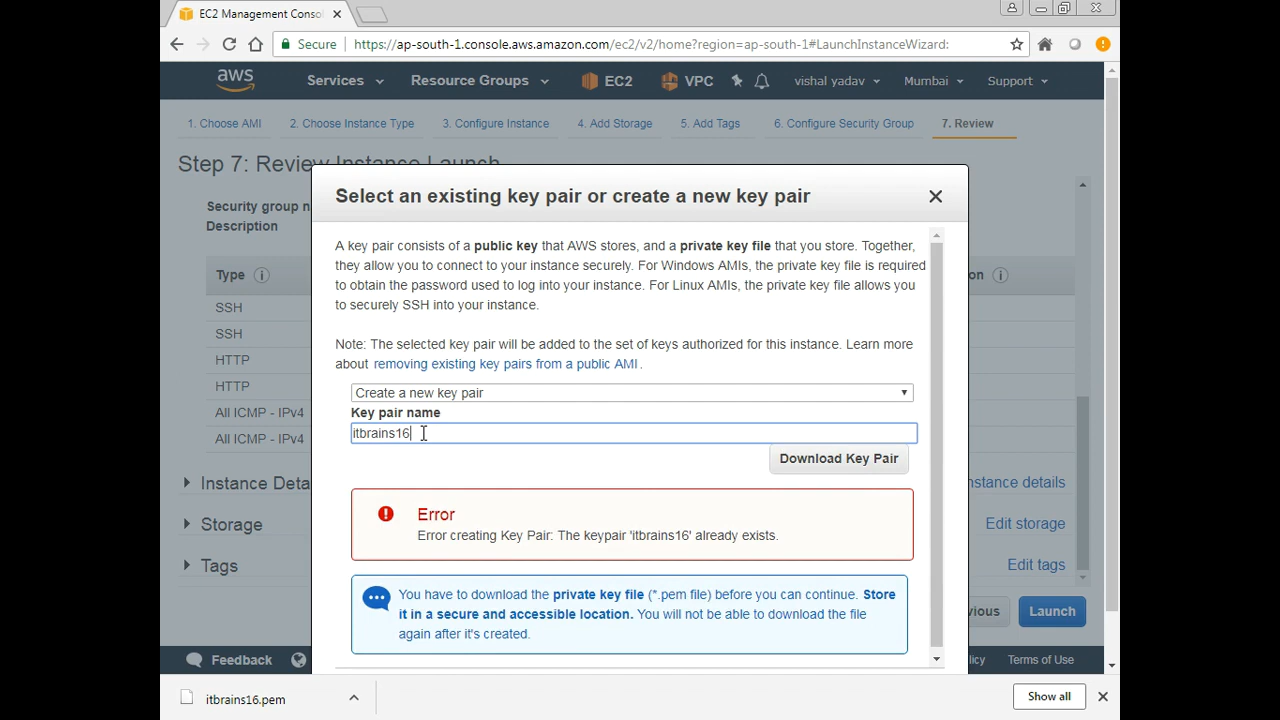 EC2 Management Conso
Secure https://ap-south-1.console.aws.amazon.com/ec2/v2/home?region=ap-south-1#LaunchInstanceWizard:
aws Services Resource Groups EC2 VPC vishal yadav Mumbai Support
1. Choose AMI 2. Choose Instance Type 3. Configure Instance 4. Add Storage 5. Add Tags 6. Configure Security Group 7. Review
Step 7: Review Instance Launch
Security group n
Description
Type
on
SSH
SSH
HTTP
HTTP
All ICMP - IPv4
All ICMP - IPv4
Instance Deta
nstance details
Storage
Edit storage
Tags
Edit tags
Select an existing key pair or create a new key pair
A key pair consists of a public key that AWS stores, and a private key file that you store. Together,
they allow you to connect to your instance securely. For Windows AMIs, the private key file is required
to obtain the password used to log into your instance. For Linux AMIs, the private key file allows you
to securely SSH into your instance.
Note: The selected key pair will be added to the set of keys authorized for this instance. Learn more
about removing existing key pairs from a public AMI.
Create a new key pair
Key pair name
itbrains16
Download Key Pair
Error
Error creating Key Pair: The keypair 'itbrains16' already exists.
You have to download the private key file (*.pem file) before you can continue. Store
it in a secure and accessible location. You will not be able to download the file
again after it's created.
vious Launch
Feedback
licy Terms of Use
itbrains16.pem
Show all